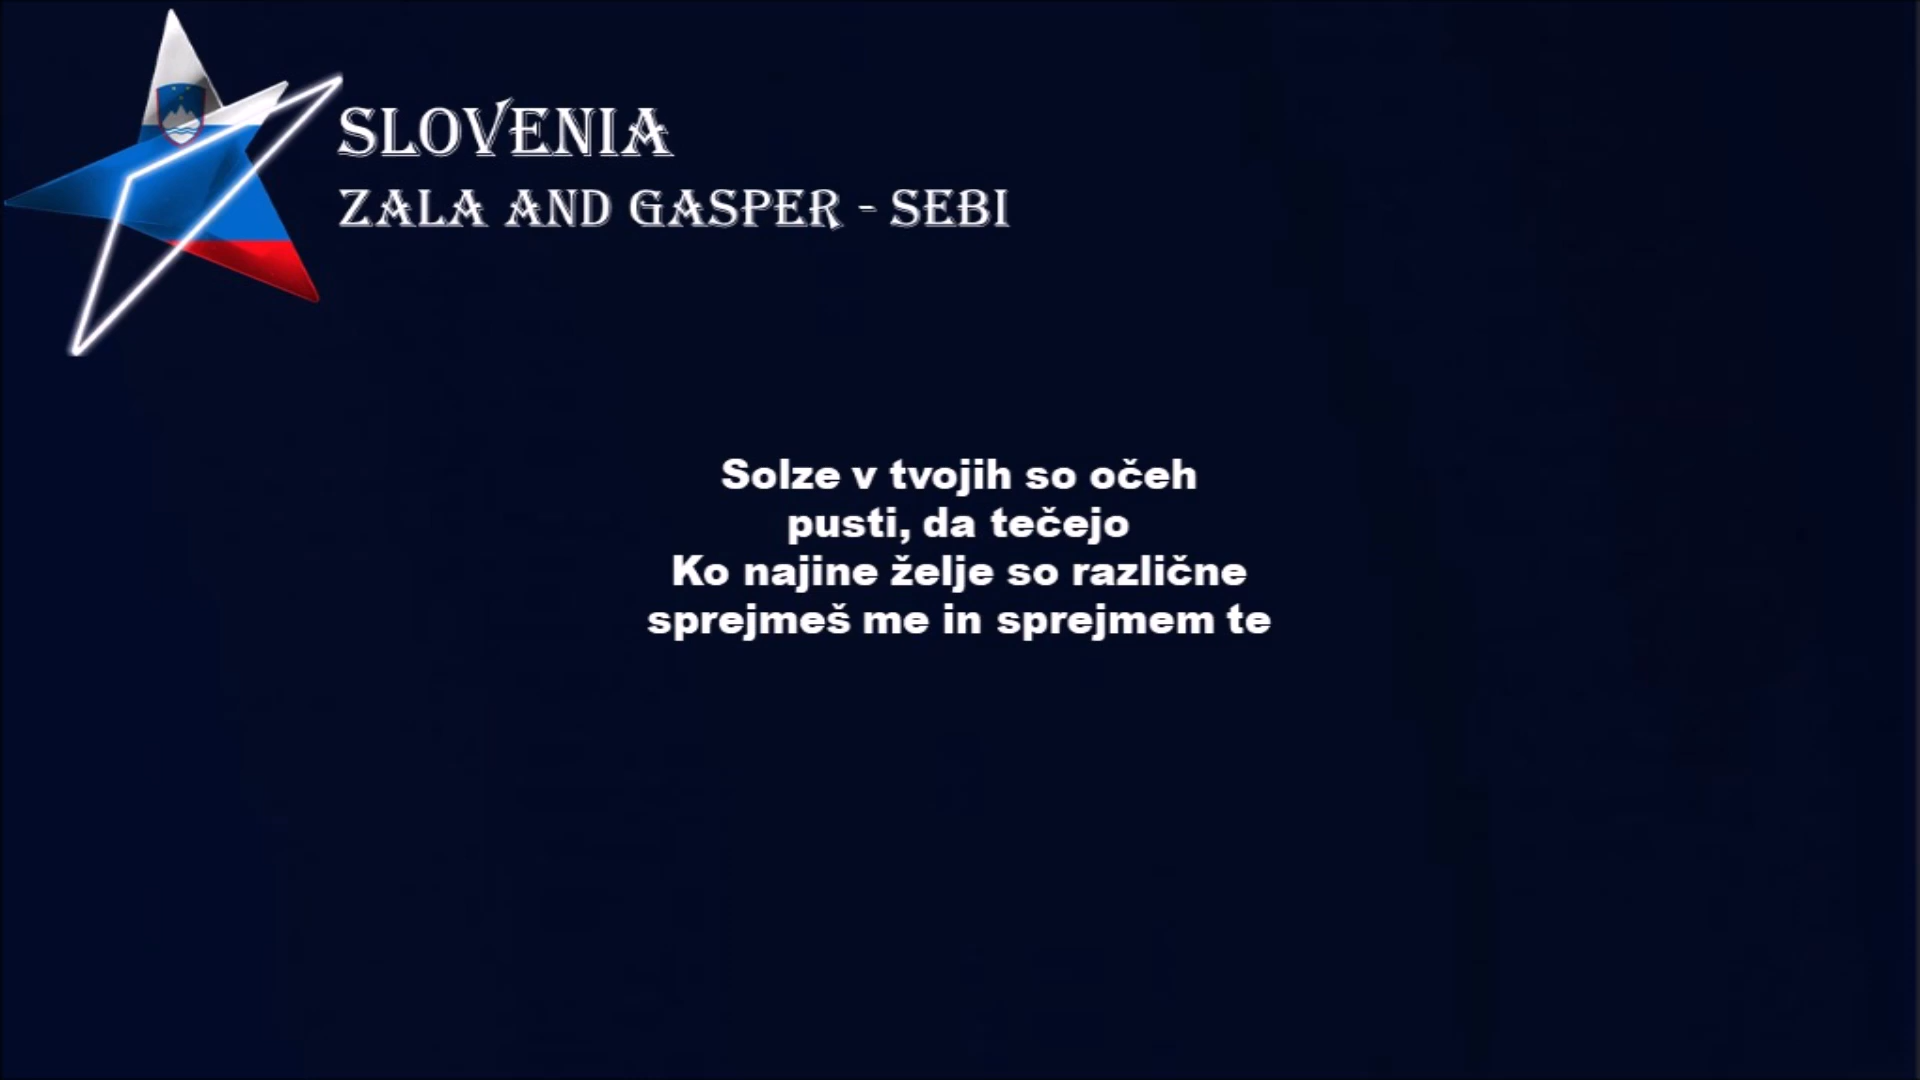 SLOVENIA
ZALA AND GASPER - SEBI
Solze v tvojih so očeh
pusti, da tečejo
Ko najine želje so različne
sprejmeš me in sprejmem te